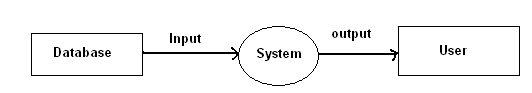 Database
Input
System
output
User